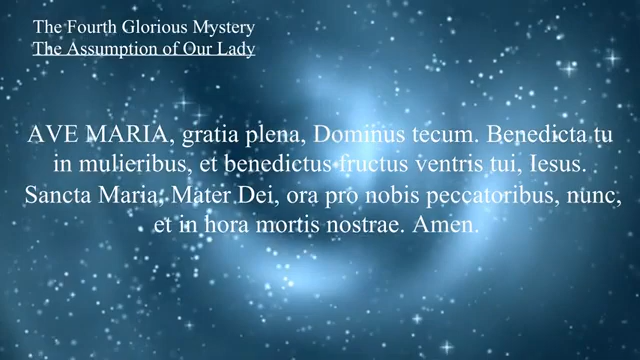 The Fourth Glorious Mystery
The Assumption of Our Lady
AVE MARIA, gratia plena, Dominus tecum. Benedicta tu
in mulieribus, et benedictus fructus ventris tui, Iesus.
Sancta Maria, Mater Dei, ora pro nobis peccatoribus, nunc,
et in hora mortis nostrae. Amen.